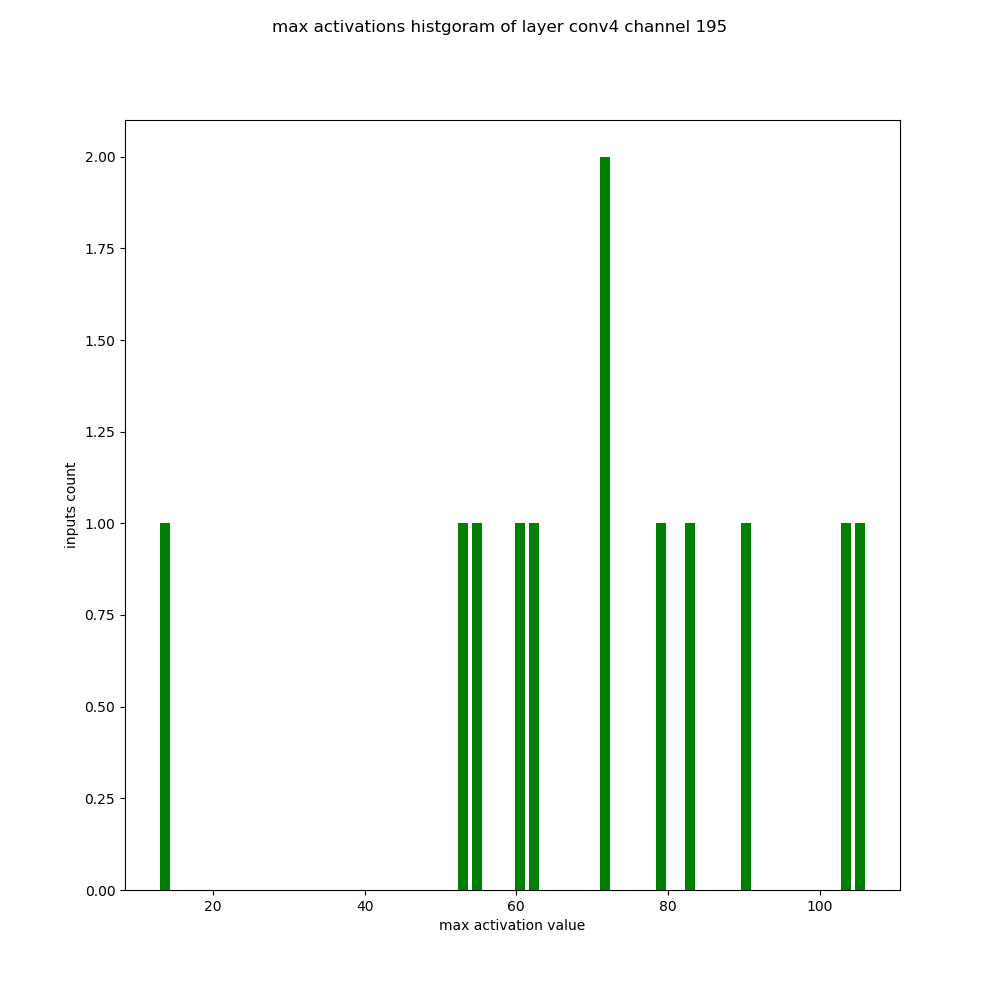 max activations histgoram of layer conv4 channel 195
2.00
1.75
1.50
1.25
1.00
0.75
0.50
0.25
0.00
inputs count
20 40 60 80 100
max activation value